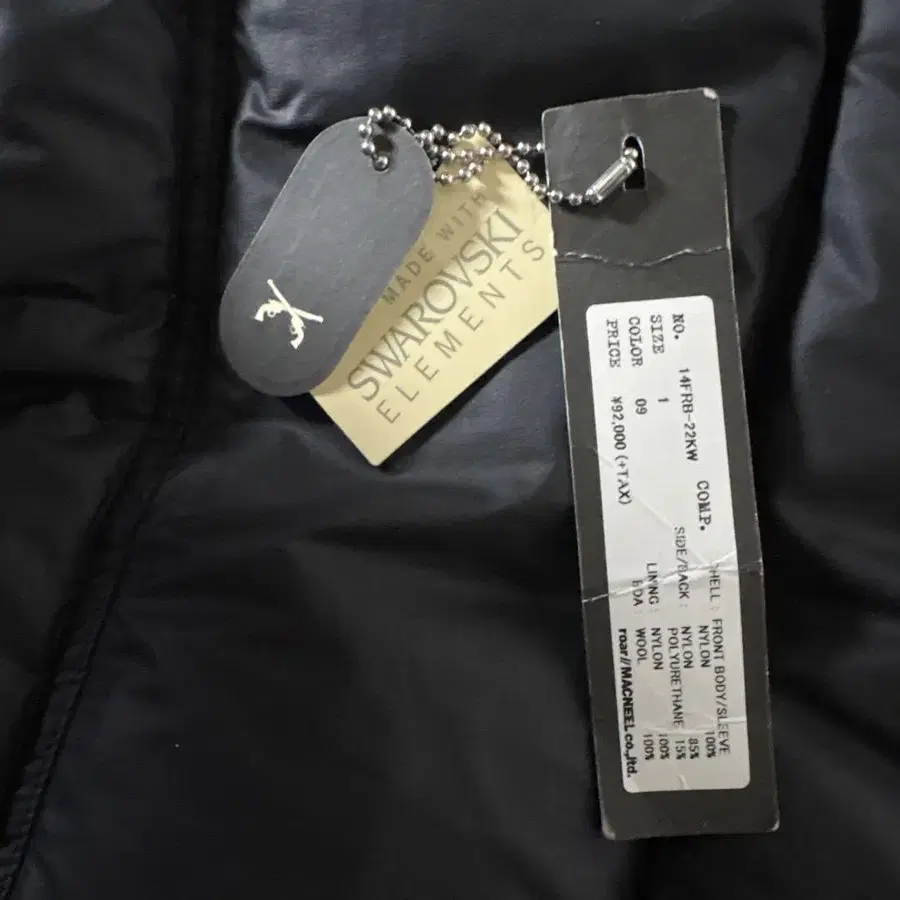 MADE WITH
SWAROVSKI
ELEMENTS
NO. 14FRB-22KW
SIZE 1
COLOR 09
PRICE ¥92,000 (+TAX)
COMP.
HELL : FRONT BODY/SLEEVE
NYLON 100%
SIDE/BACK : NYLON 85%
POLYURETHANE 15%
LINING : NYLON 100%
WOOL 100%
roar//MACNEEL co.,ltd.